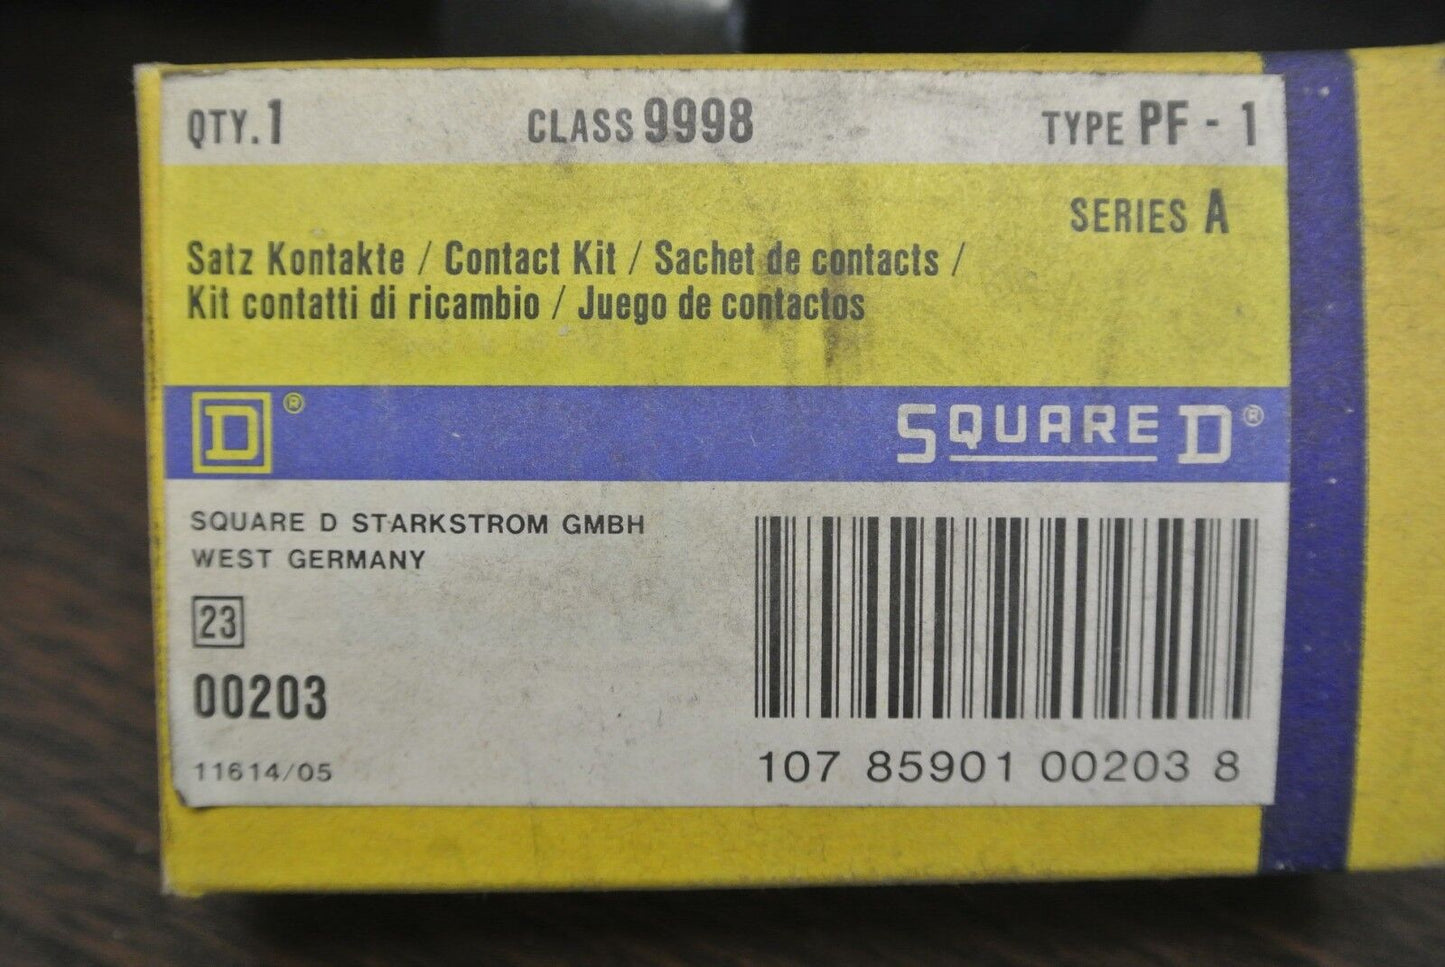 QTY.1 CLASS 9998 TYPE PF - 1
SERIES A
Satz Kontakte / Contact Kit / Sachet de contacts /
Kit contatti di ricambio / Juego de contactos
D ® SQUARE D ®
SQUARE D STARKSTROM GMBH
WEST GERMANY
23
00203
11614/05
107 85901 00203 8